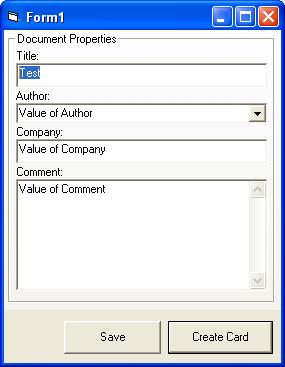 Form1
Document Properties
Title:
Test
Author:
Value of Author
Company:
Value of Company
Comment:
Value of Comment
Save
Create Card